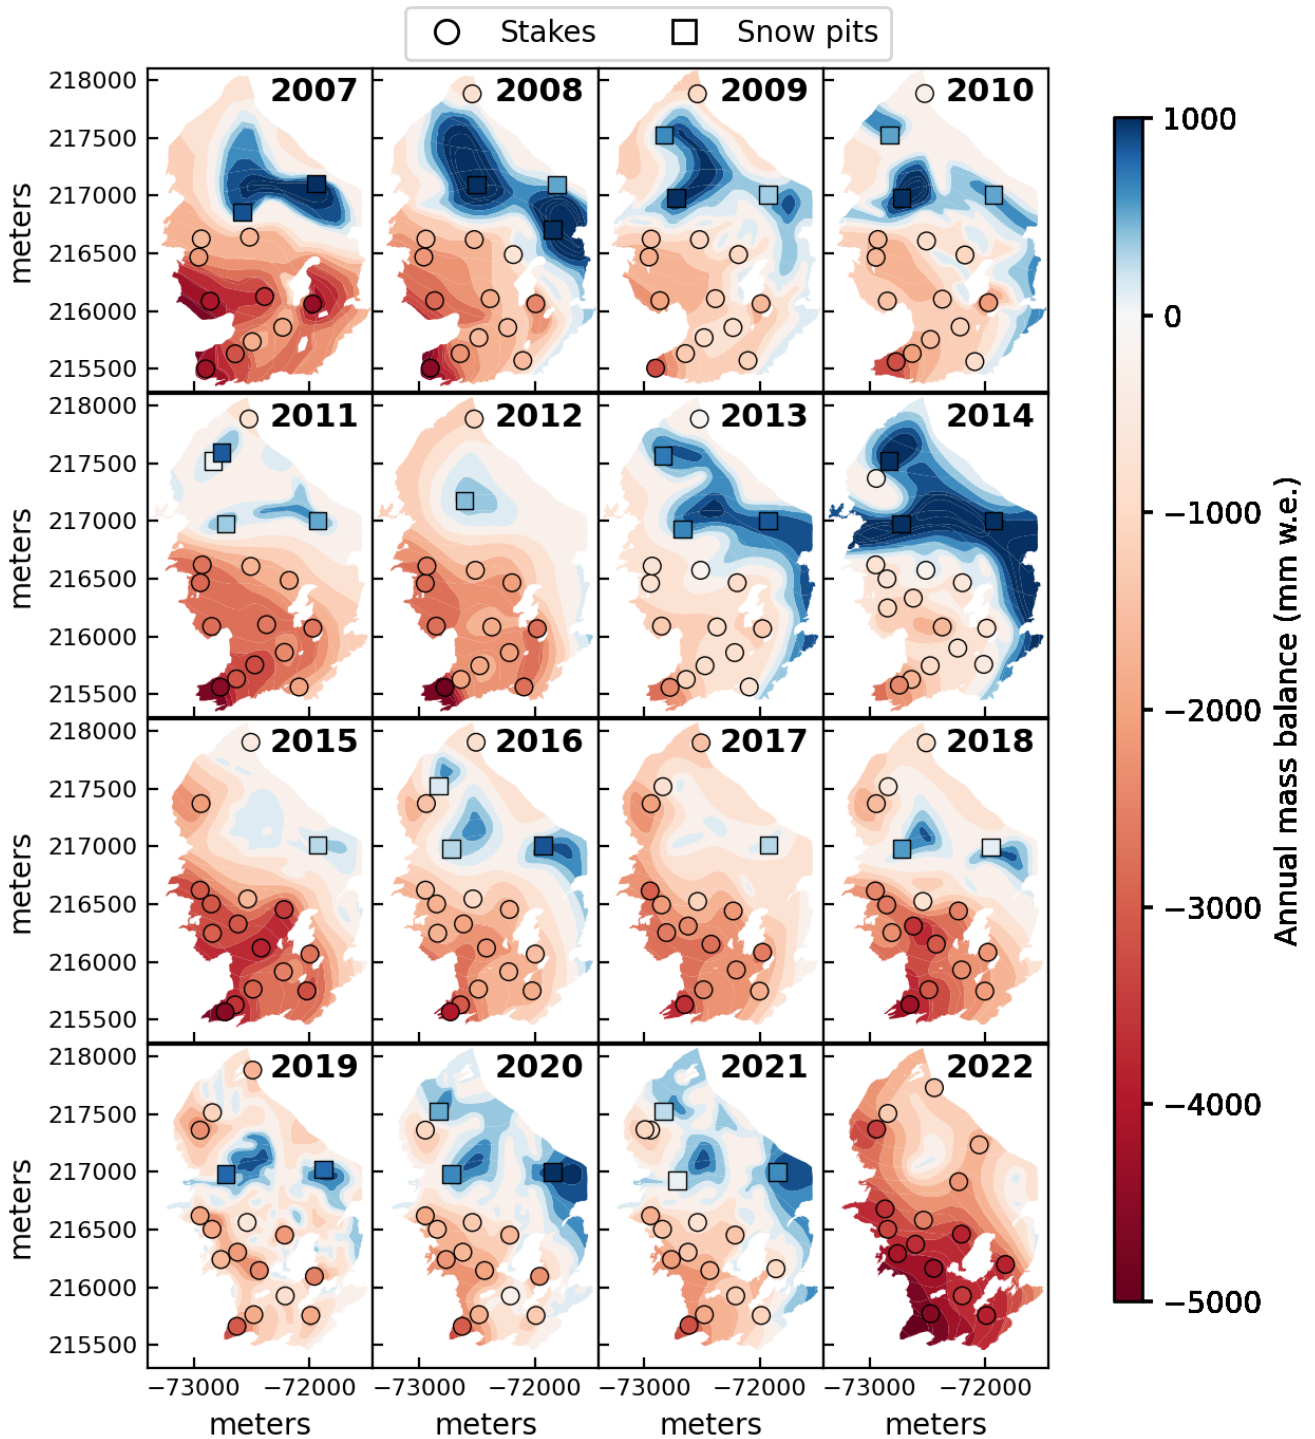 Stakes Snow pits
218000 2007 2008 2009 2010
217500
217000
216500
216000
215500
meters
218000 2011 2012 2013 2014
217500
217000
216500
216000
215500
meters
218000 2015 2016 2017 2018
217500
217000
216500
216000
215500
meters
218000 2019 2020 2021 2022
217500
217000
216500
216000
215500
meters
−73000 −72000 −73000 −72000 −73000 −72000 −73000 −72000
meters meters meters meters
1000
0
−1000
−2000
−3000
−4000
−5000
Annual mass balance (mm w.e.)